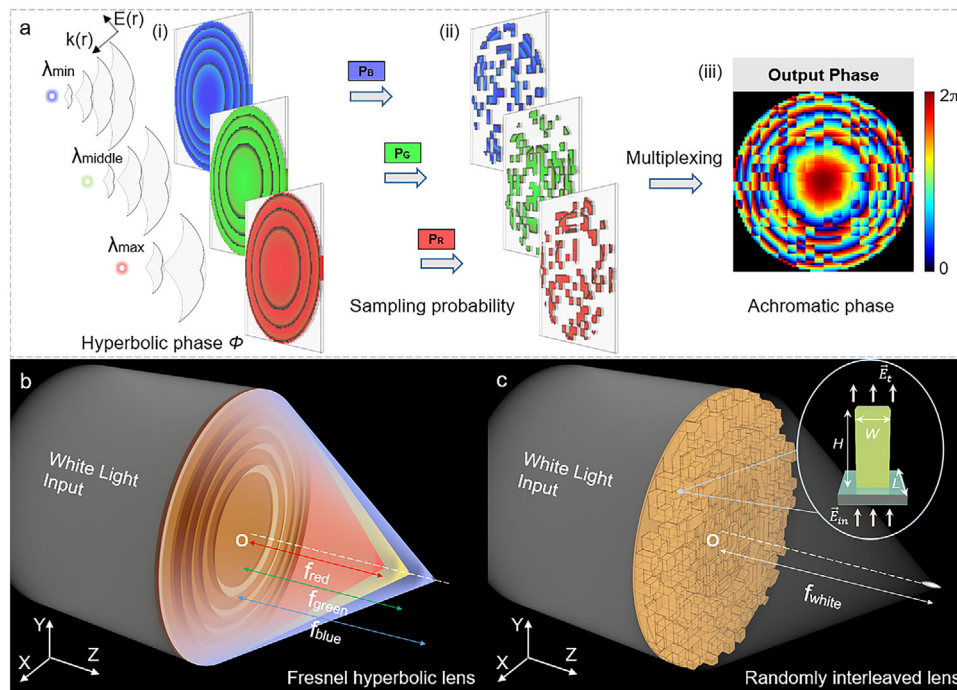 a
E(r)
k(r)
(i)
(ii)
(iii)
λmin
λmiddle
λmax
PB
PG
PR
Multiplexing
Output Phase
2π
0
Hyperbolic phase Φ
Sampling probability
Achromatic phase
b
White Light
Input
O
fred
fgreen
fblue
Y
X
Z
Fresnel hyperbolic lens
c
White Light
Input
O
fwhite
Et
H
W
L
Ein
Y
X
Z
Randomly interleaved lens